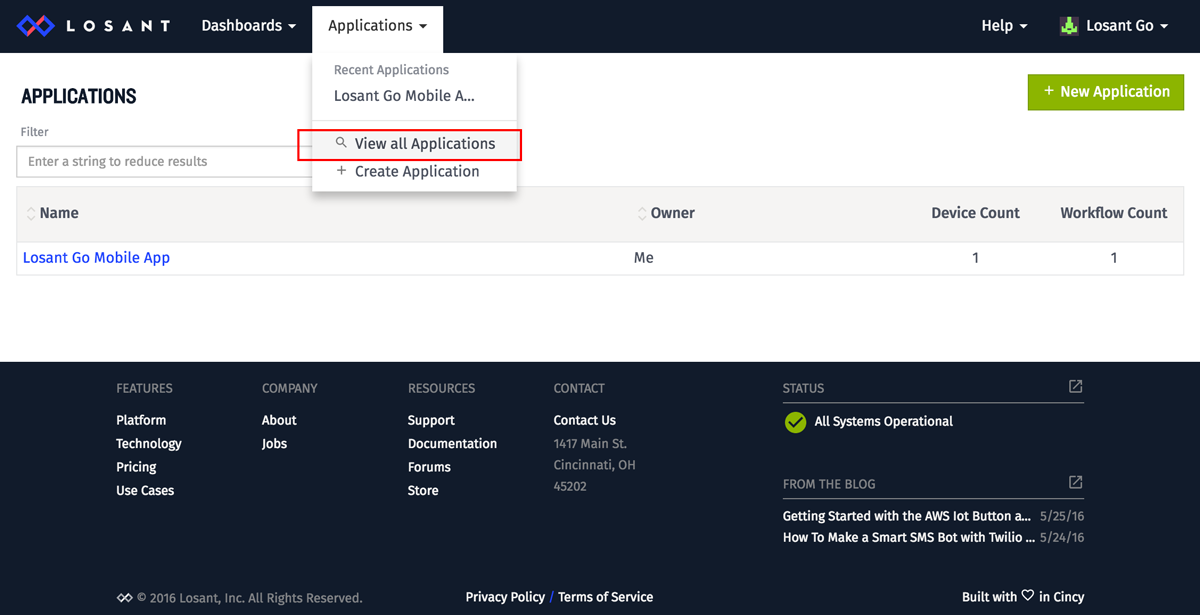 LOSANT Dashboards Applications Help Losant Go
Recent Applications
Losant Go Mobile A...
View all Applications
+ Create Application
APPLICATIONS
+ New Application
Filter
Enter a string to reduce results
Name Owner Device Count Workflow Count
Losant Go Mobile App Me 1 1
FEATURES
Platform
Technology
Pricing
Use Cases
COMPANY
About
Jobs
RESOURCES
Support
Documentation
Forums
Store
CONTACT
Contact Us
1417 Main St.
Cincinnati, OH
45202
STATUS
All Systems Operational
FROM THE BLOG
Getting Started with the AWS Iot Button a... 5/25/16
How To Make a Smart SMS Bot with Twilio ... 5/24/16
© 2016 Losant, Inc. All Rights Reserved. Privacy Policy / Terms of Service Built with ♡ in Cincy